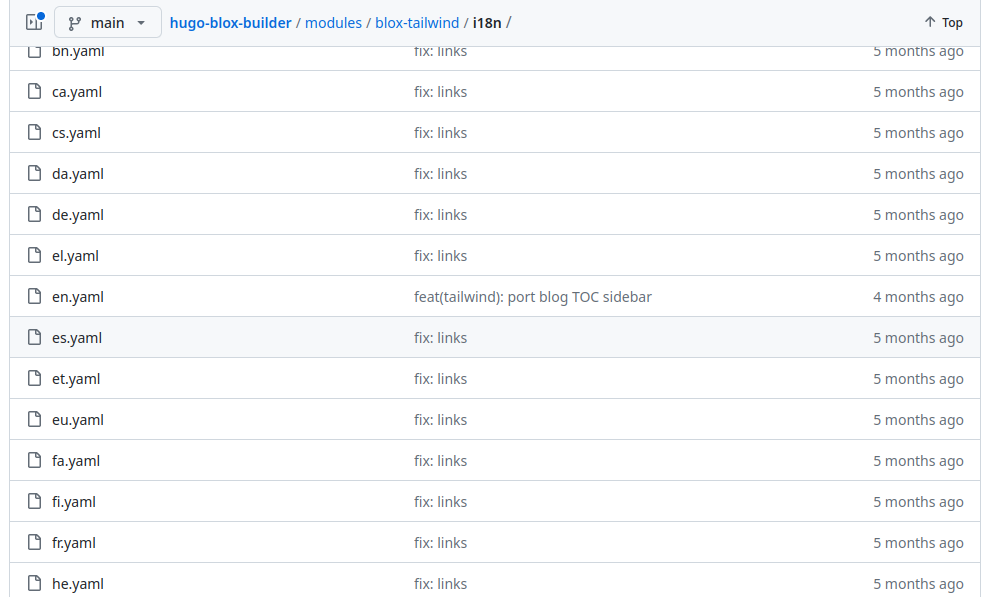 main hugo-blox-builder / modules / blox-tailwind / i18n / Top
bn.yaml fix: links 5 months ago
ca.yaml fix: links 5 months ago
cs.yaml fix: links 5 months ago
da.yaml fix: links 5 months ago
de.yaml fix: links 5 months ago
el.yaml fix: links 5 months ago
en.yaml feat(tailwind): port blog TOC sidebar 4 months ago
es.yaml fix: links 5 months ago
et.yaml fix: links 5 months ago
eu.yaml fix: links 5 months ago
fa.yaml fix: links 5 months ago
fi.yaml fix: links 5 months ago
fr.yaml fix: links 5 months ago
he.yaml fix: links 5 months ago